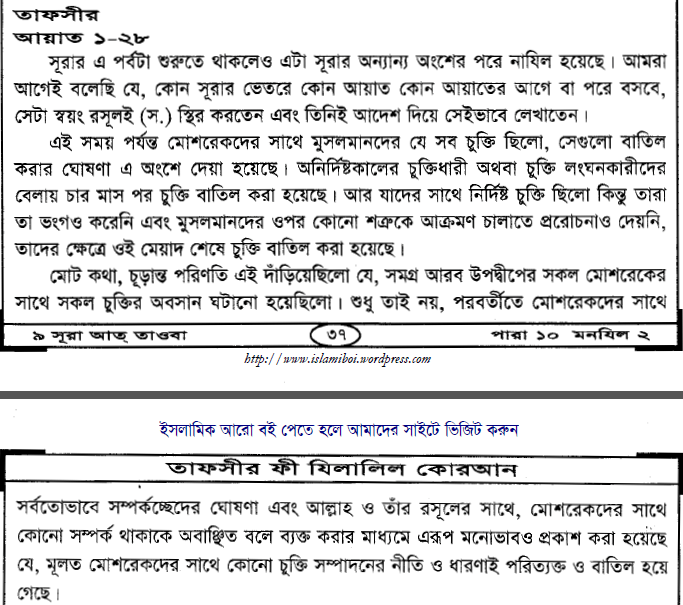 তাফসীর
আয়াত ১-২৮
সূরার এ পর্বটা শুরুতে থাকলেও এটা সূরার অন্যান্য অংশের পরে নাযিল হয়েছে। আমরা
আগেই বলেছি যে, কোন সূরার ভেতরে কোন আয়াত কোন আয়াতের আগে বা পরে বসবে,
সেটা স্বয়ং রসূলই (স.) স্থির করতেন এবং তিনিই আদেশ দিয়ে সেইভাবে লেখাতেন।
এই সময় পর্যন্ত মোশরেকদের সাথে মুসলমানদের যে সব চুক্তি ছিলো, সেগুলো বাতিল
করার ঘোষণা এ অংশে দেয়া হয়েছে। অনির্দিষ্টকালের চুক্তিধারী অথবা চুক্তি লংঘনকারীদের
বেলায় চার মাস পর চুক্তি বাতিল করা হয়েছে। আর যাদের সাথে নির্দিষ্ট চুক্তি ছিলো কিন্তু তারা
তা ভংগও করেনি এবং মুসলমানদের ওপর কোনো শত্রুকে আক্রমণ চালাতে প্ররোচনাও দেয়নি,
তাদের ক্ষেত্রে ওই মেয়াদ শেষে চুক্তি বাতিল করা হয়েছে।
মোট কথা, চূড়ান্ত পরিণতি এই দাঁড়িয়েছিলো যে, সমগ্র আরব উপদ্বীপের সকল মোশরেকের
সাথে সকল চুক্তির অবসান ঘটানো হয়েছিলো। শুধু তাই নয়, পরবর্তীতে মোশরেকদের সাথে
৯ সূরা আত্ তাওবা ৩৭ পারা ১০ মনযিল ২
http://www.islamiboi.wordpress.com
ইসলামিক আরো বই পেতে হলে আমাদের সাইটে ভিজিট করুন
তাফসীর ফী যিলালিল কোরআন
সর্বতোভাবে সম্পর্কচ্ছেদের ঘোষণা এবং আল্লাহ ও তাঁর রসূলের সাথে, মোশরেকদের সাথে
কোনো সম্পর্ক থাকাকে অবাঞ্ছিত বলে ব্যক্ত করার মাধ্যমে এরূপ মনোভাবও প্রকাশ করা হয়েছে
যে, মূলত মোশরেকদের সাথে কোনো চুক্তি সম্পাদনের নীতি ও ধারণাই পরিত্যক্ত ও বাতিল হয়ে
গেছে।